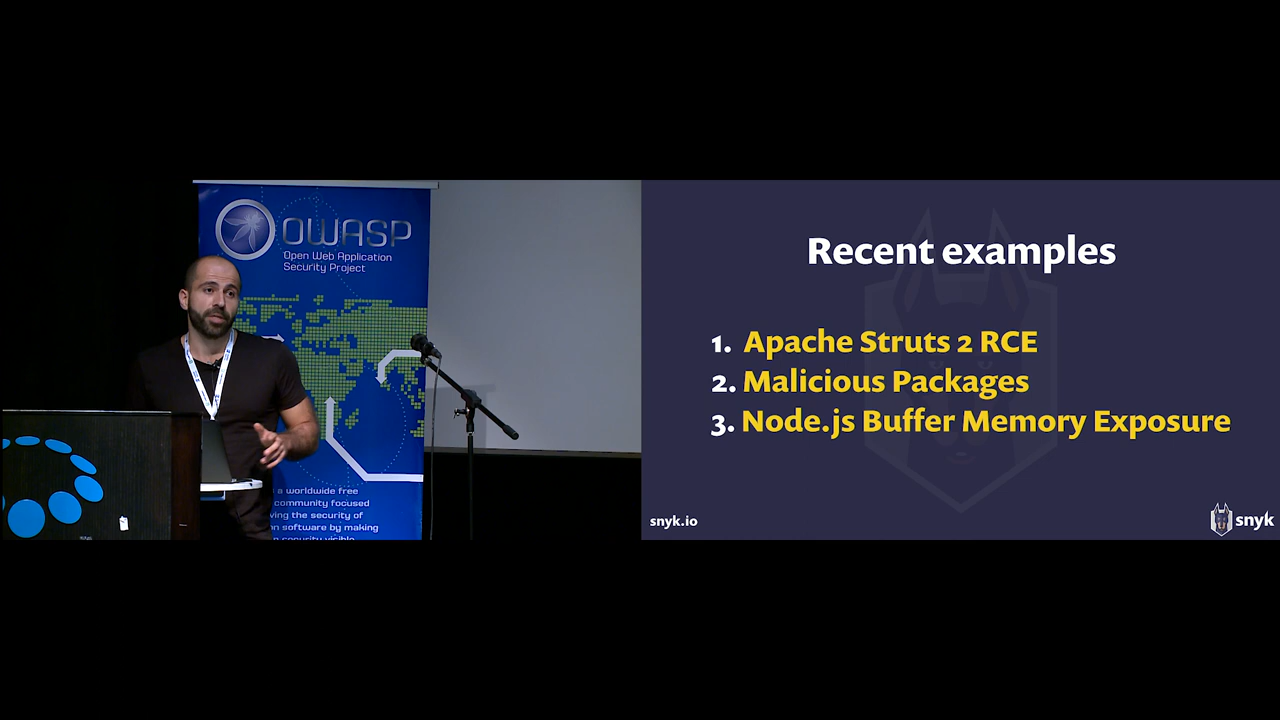 OWASP
Open Web Application
Security Project
a worldwide free
community focused
the security of
software by making
security visible
Recent examples
1. Apache Struts 2 RCE
2. Malicious Packages
3. Node.js Buffer Memory Exposure
snyk.io
snyk